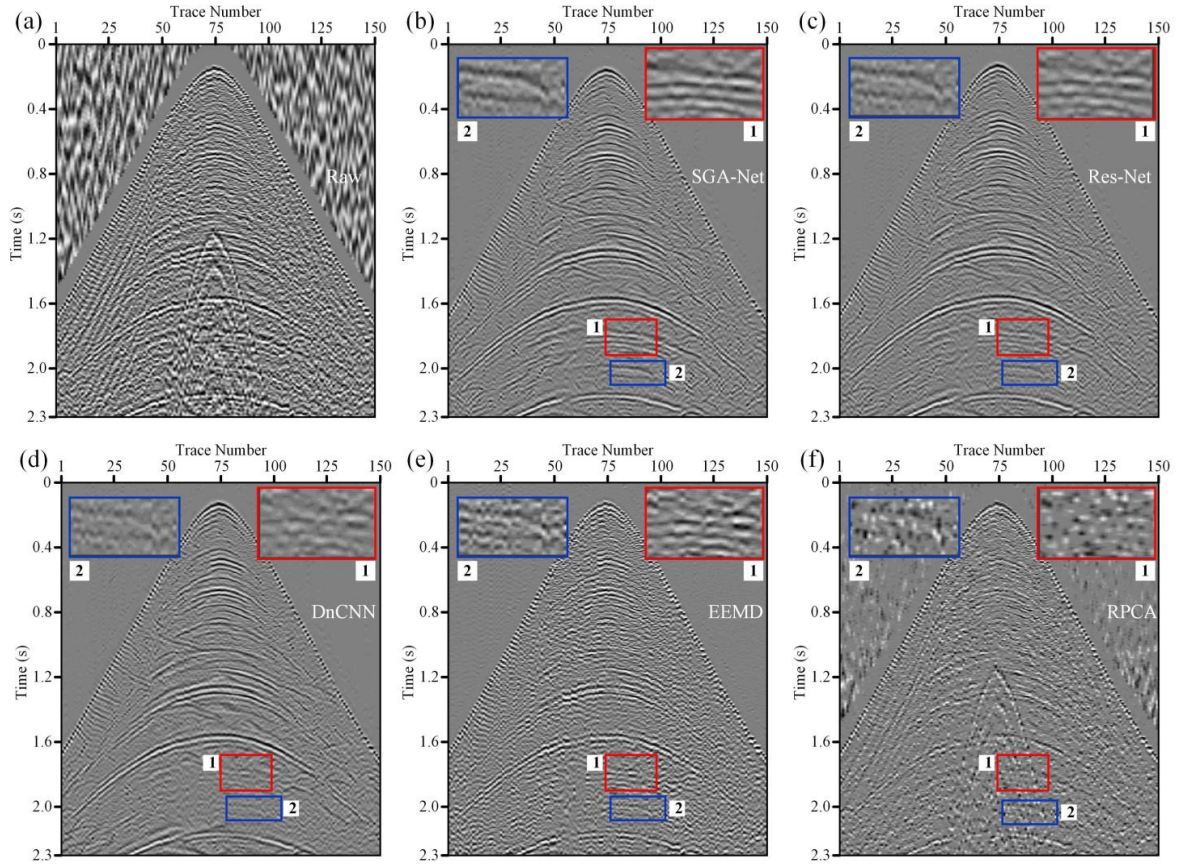 (a) Trace Number
1 25 50 75 100 125 150
Time (s)
0
0.4
0.8
1.2
1.6
2.0
2.3
Raw
(b) Trace Number
1 25 50 75 100 125 150
Time (s)
0
0.4
0.8
1.2
1.6
2.0
2.3
2
1
SGA-Net
1
2
(c) Trace Number
1 25 50 75 100 125 150
Time (s)
0
0.4
0.8
1.2
1.6
2.0
2.3
2
1
Res-Net
1
2
(d) Trace Number
1 25 50 75 100 125 150
Time (s)
0
0.4
0.8
1.2
1.6
2.0
2.3
2
1
DnCNN
1
2
(e) Trace Number
1 25 50 75 100 125 150
Time (s)
0
0.4
0.8
1.2
1.6
2.0
2.3
2
1
EEMD
1
2
(f) Trace Number
1 25 50 75 100 125 150
Time (s)
0
0.4
0.8
1.2
1.6
2.0
2.3
2
1
RPCA
1
2